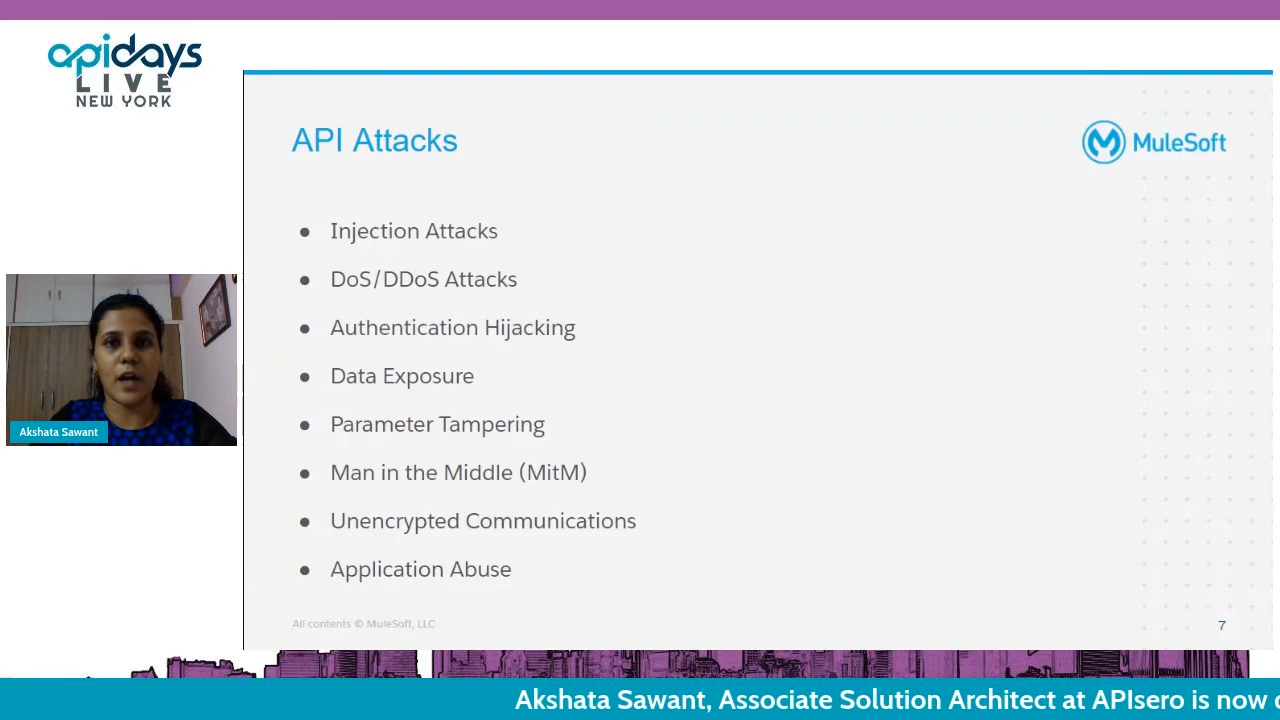 apidays
LIVE
NEW YORK
API Attacks
MuleSoft
● Injection Attacks
● DoS/DDoS Attacks
● Authentication Hijacking
● Data Exposure
● Parameter Tampering
● Man in the Middle (MitM)
● Unencrypted Communications
● Application Abuse
Akshata Sawant
All contents © MuleSoft, LLC
7
Akshata Sawant, Associate Solution Architect at APIsero is now